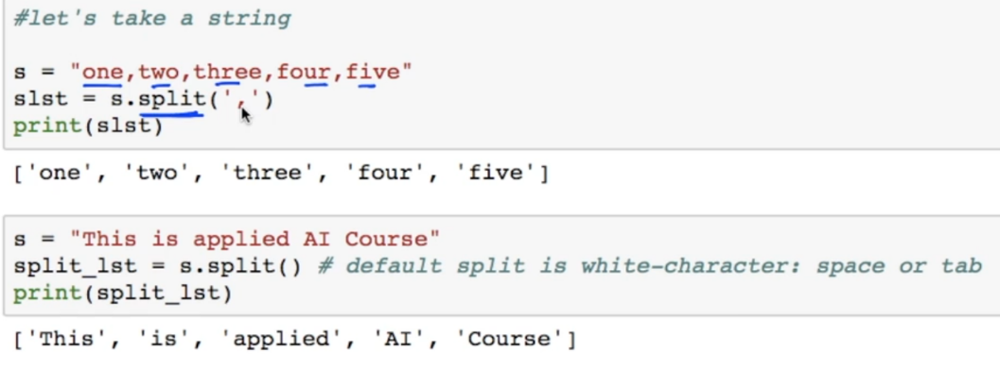 #let's take a string
s = "one,two,three,four,five"
slst = s.split(',')
print(slst)
['one', 'two', 'three', 'four', 'five']
s = "This is applied AI Course"
split_lst = s.split() # default split is white-character: space or tab
print(split_lst)
['This', 'is', 'applied', 'AI', 'Course']